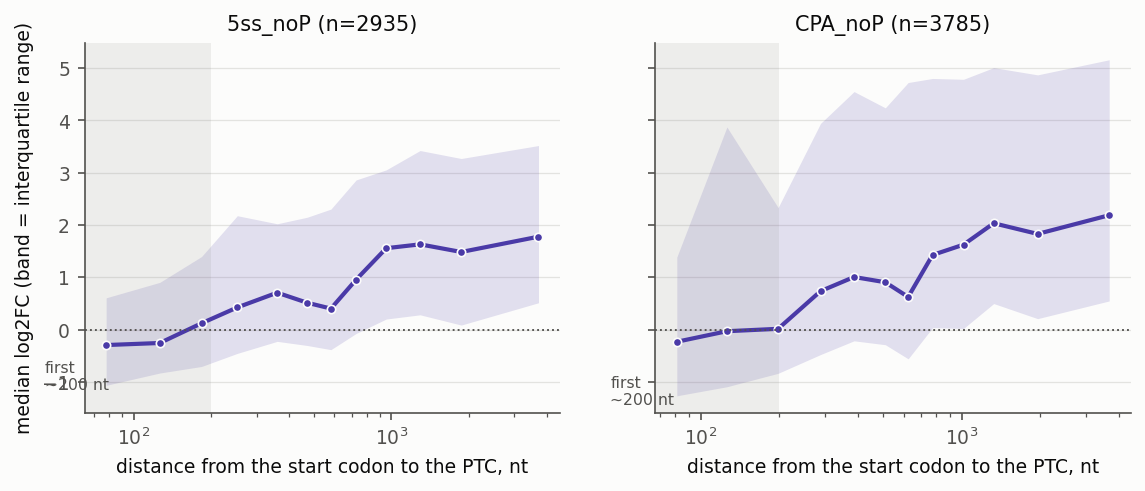 5ss_noP (n=2935)
CPA_noP (n=3785)
median log2FC (band = interquartile range)
5
4
3
2
1
0
−1
first
~200 nt
first
~200 nt
10²
10³
10²
10³
distance from the start codon to the PTC, nt
distance from the start codon to the PTC, nt